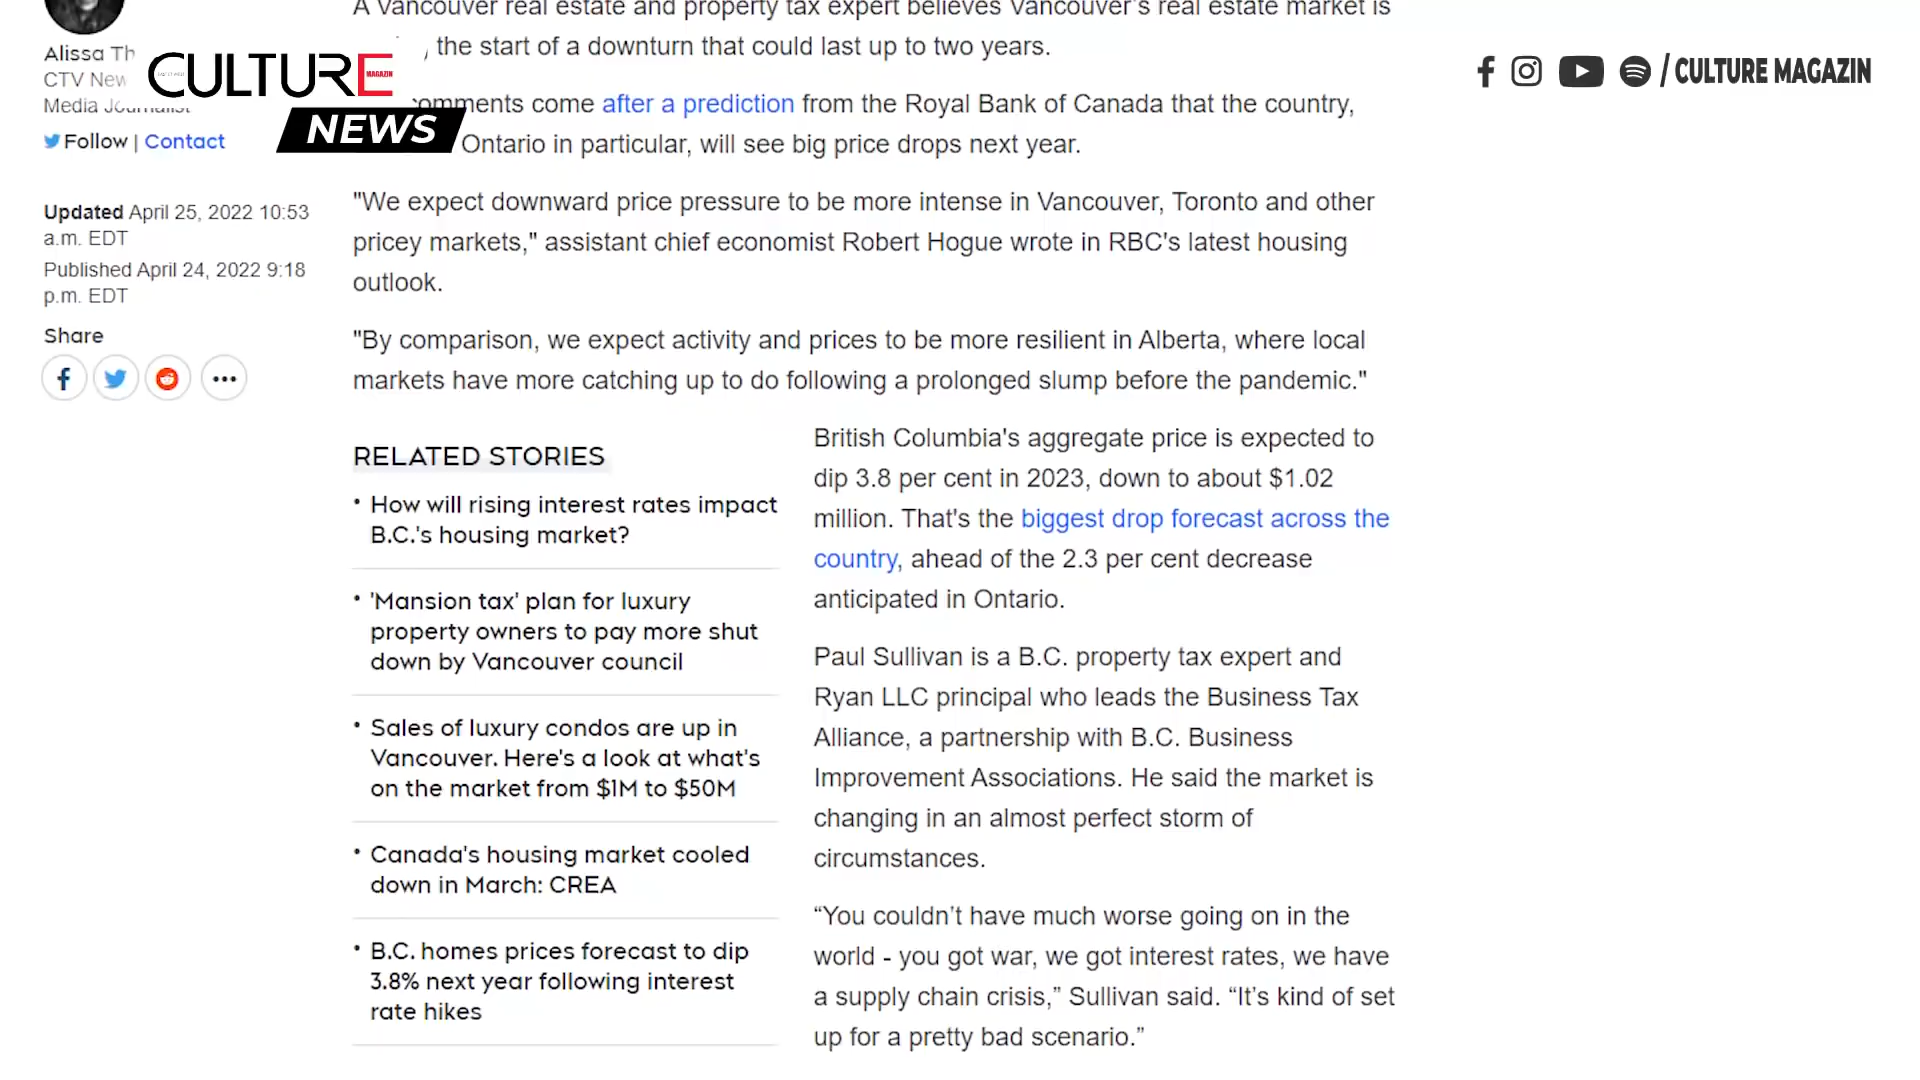 A Vancouver real estate and property tax expert believes Vancouver's real estate market is
the start of a downturn that could last up to two years.
Alissa Th
CTV New
Media Journalist
Follow | Contact
CULTURE
MAGAZIN
NEWS
/ CULTURE MAGAZIN
comments come after a prediction from the Royal Bank of Canada that the country,
Ontario in particular, will see big price drops next year.
Updated April 25, 2022 10:53
a.m. EDT
Published April 24, 2022 9:18
p.m. EDT
Share
"We expect downward price pressure to be more intense in Vancouver, Toronto and other
pricey markets," assistant chief economist Robert Hogue wrote in RBC's latest housing
outlook.
"By comparison, we expect activity and prices to be more resilient in Alberta, where local
markets have more catching up to do following a prolonged slump before the pandemic."
RELATED STORIES
• How will rising interest rates impact
B.C.'s housing market?
• 'Mansion tax' plan for luxury
property owners to pay more shut
down by Vancouver council
• Sales of luxury condos are up in
Vancouver. Here's a look at what's
on the market from $1M to $50M
• Canada's housing market cooled
down in March: CREA
• B.C. homes prices forecast to dip
3.8% next year following interest
rate hikes
British Columbia's aggregate price is expected to
dip 3.8 per cent in 2023, down to about $1.02
million. That's the biggest drop forecast across the
country, ahead of the 2.3 per cent decrease
anticipated in Ontario.
Paul Sullivan is a B.C. property tax expert and
Ryan LLC principal who leads the Business Tax
Alliance, a partnership with B.C. Business
Improvement Associations. He said the market is
changing in an almost perfect storm of
circumstances.
“You couldn’t have much worse going on in the
world - you got war, we got interest rates, we have
a supply chain crisis,” Sullivan said. “It’s kind of set
up for a pretty bad scenario.”